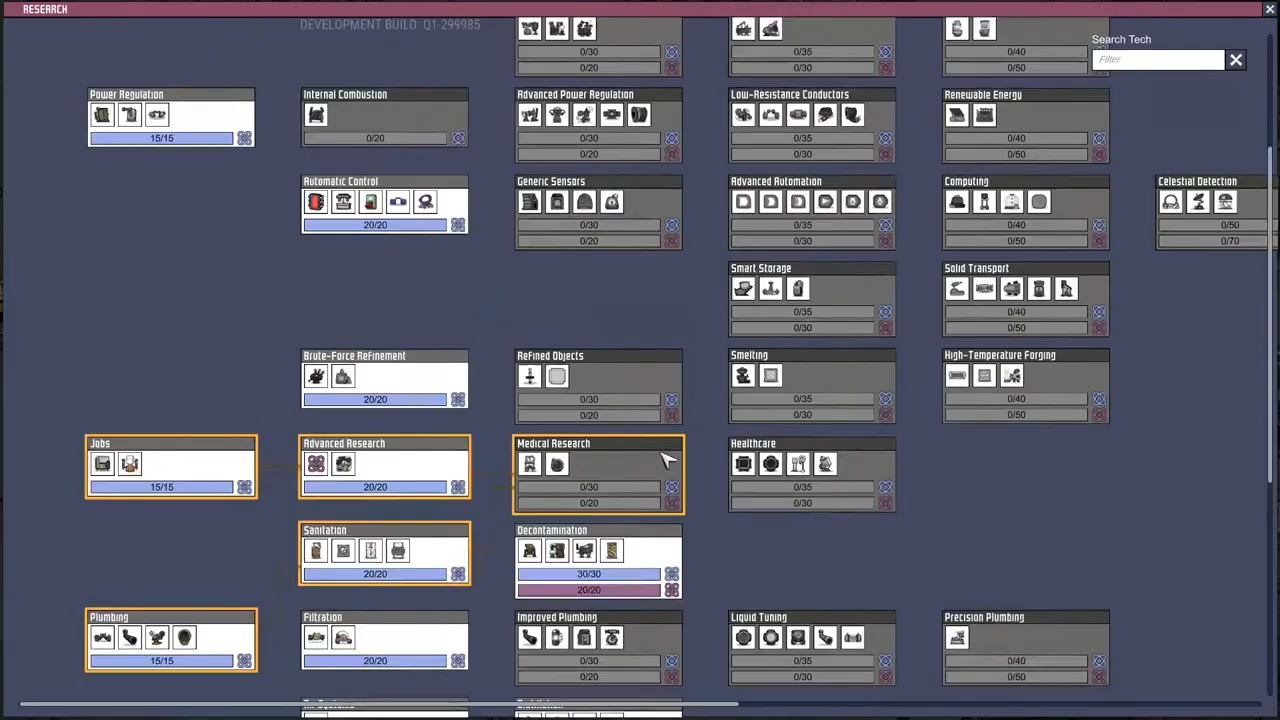 RESEARCH
DEVELOPMENT BUILD Q1-299985
Search Tech
Filter
0/30 0/35 0/40
0/20 0/30 0/50
Power Regulation Internal Combustion Advanced Power Regulation Low-Resistance Conductors Renewable Energy
15/15 0/20 0/30 0/35 0/40
0/20 0/30 0/50
Automatic Control Generic Sensors Advanced Automation Computing Celestial Detection
20/20 0/30 0/35 0/40 0/50
0/20 0/30 0/50 0/70
Smart Storage Solid Transport
0/35 0/40
0/30 0/50
Brute-Force Refinement Refined Objects Smelting High-Temperature Forging
20/20 0/30 0/35 0/40
0/20 0/30 0/50
Jobs Advanced Research Medical Research Healthcare
15/15 20/20 0/30 0/35
0/20 0/30
Sanitation Decontamination
20/20 30/30
20/20
Plumbing Filtration Improved Plumbing Liquid Tuning Precision Plumbing
15/15 20/20 0/30 0/35 0/40
0/20 0/30 0/50